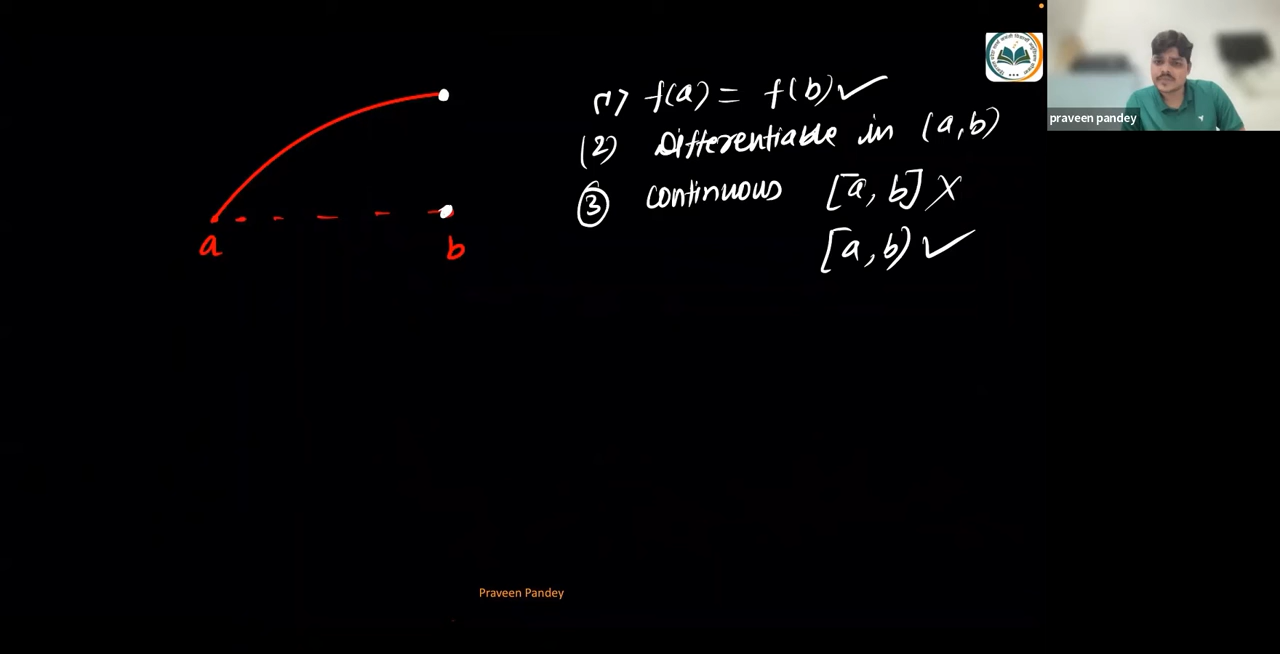 (1) f(a) = f(b) ✓
(2) Differentiable in (a,b)
③ continuous [a, b] X
[a, b) ✓
a b
praveen pandey
Praveen Pandey